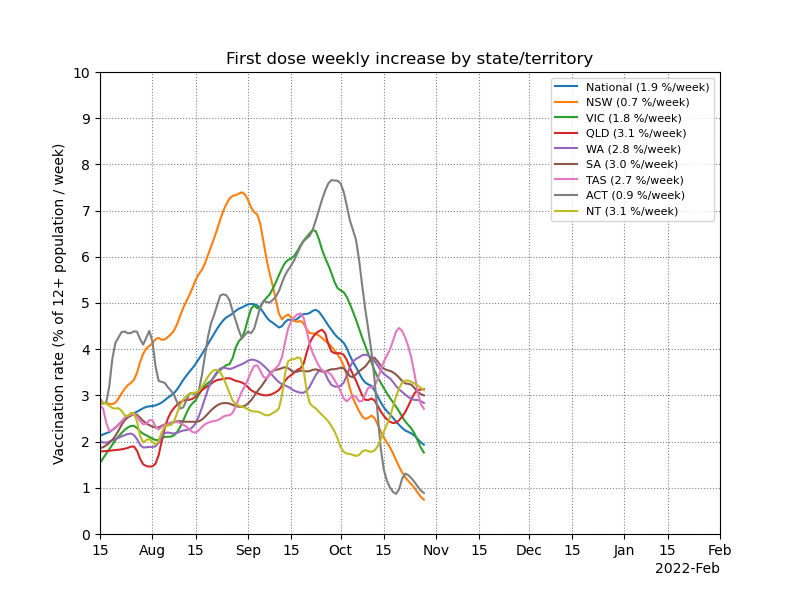 First dose weekly increase by state/territory
Vaccination rate (% of 12+ population / week)
10
9
8
7
6
5
4
3
2
1
0
National (1.9 %/week)
NSW (0.7 %/week)
VIC (1.8 %/week)
QLD (3.1 %/week)
WA (2.8 %/week)
SA (3.0 %/week)
TAS (2.7 %/week)
ACT (0.9 %/week)
NT (3.1 %/week)
15 Aug 15 Sep 15 Oct 15 Nov 15 Dec 15 Jan 15 Feb
2022-Feb